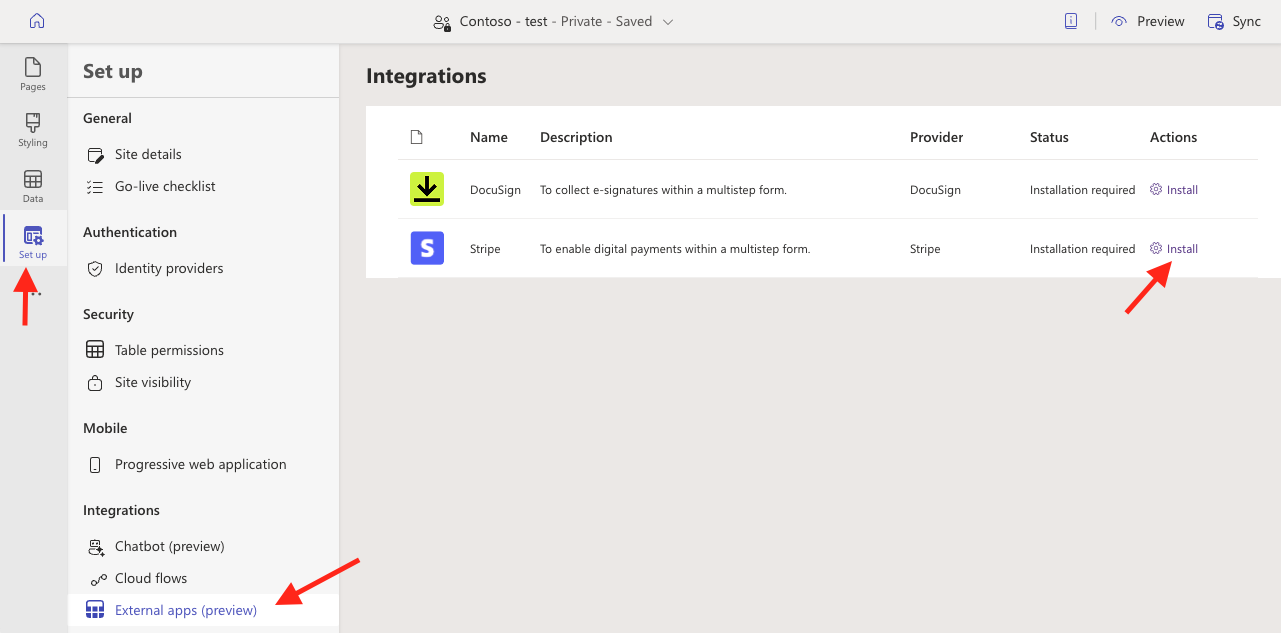 Contoso - test - Private - Saved
Preview
Sync
Pages
Styling
Data
Set up
Set up
General
Site details
Go-live checklist
Authentication
Identity providers
Security
Table permissions
Site visibility
Mobile
Progressive web application
Integrations
Chatbot (preview)
Cloud flows
External apps (preview)
Integrations
Name Description Provider Status Actions
DocuSign To collect e-signatures within a multistep form. DocuSign Installation required Install
S Stripe To enable digital payments within a multistep form. Stripe Installation required Install